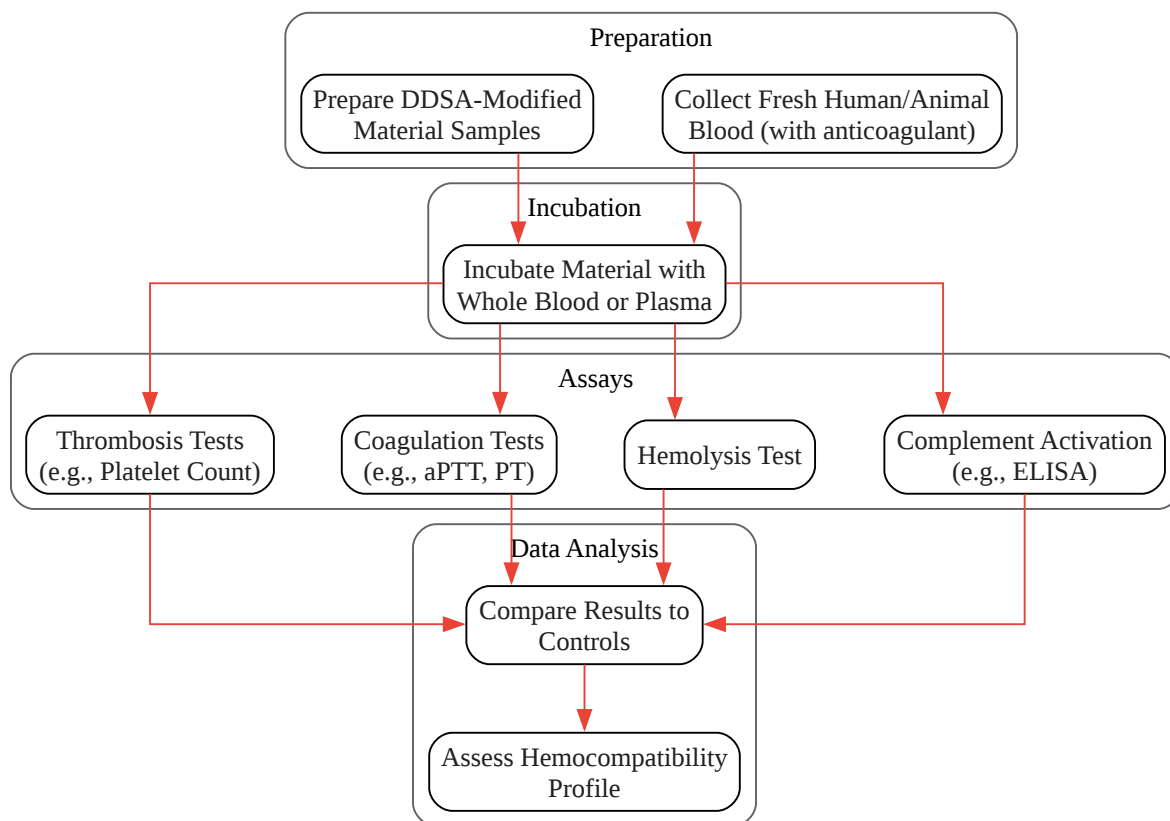 Preparation
Prepare DDSA-Modified
Material Samples
Collect Fresh Human/Animal
Blood (with anticoagulant)
Incubation
Incubate Material with
Whole Blood or Plasma
Assays
Thrombosis Tests
(e.g., Platelet Count)
Coagulation Tests
(e.g., aPTT, PT)
Hemolysis Test
Complement Activation
(e.g., ELISA)
Data Analysis
Compare Results to
Controls
Assess Hemocompatibility
Profile